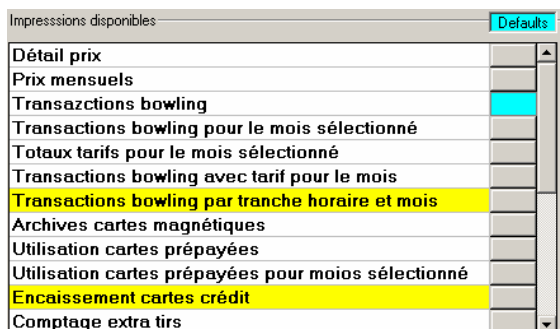 Impresssions disponibles
Defaults
Détail prix
Prix mensuels
Transazctions bowling
Transactions bowling pour le mois sélectionné
Totaux tarifs pour le mois sélectionné
Transactions bowling avec tarif pour le mois
Transactions bowling par tranche horaire et mois
Archives cartes magnétiques
Utilisation cartes prépayées
Utilisation cartes prépayées pour moios sélectionné
Encaissement cartes crédit
Comptage extra tirs